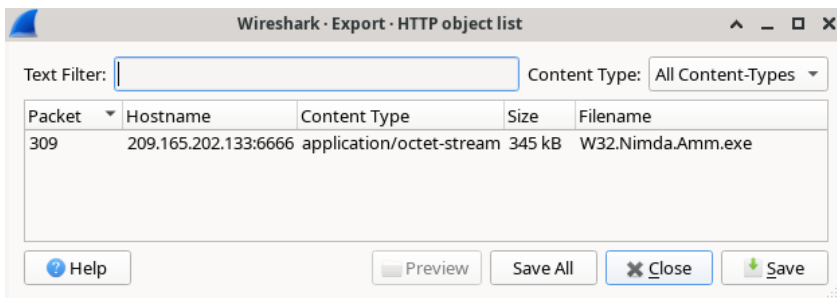 Wireshark · Export · HTTP object list
Text Filter: Content Type: All Content-Types
Packet Hostname Content Type Size Filename
309 209.165.202.133:6666 application/octet-stream 345 kB W32.Nimda.Amm.exe
Help Preview Save All Close Save